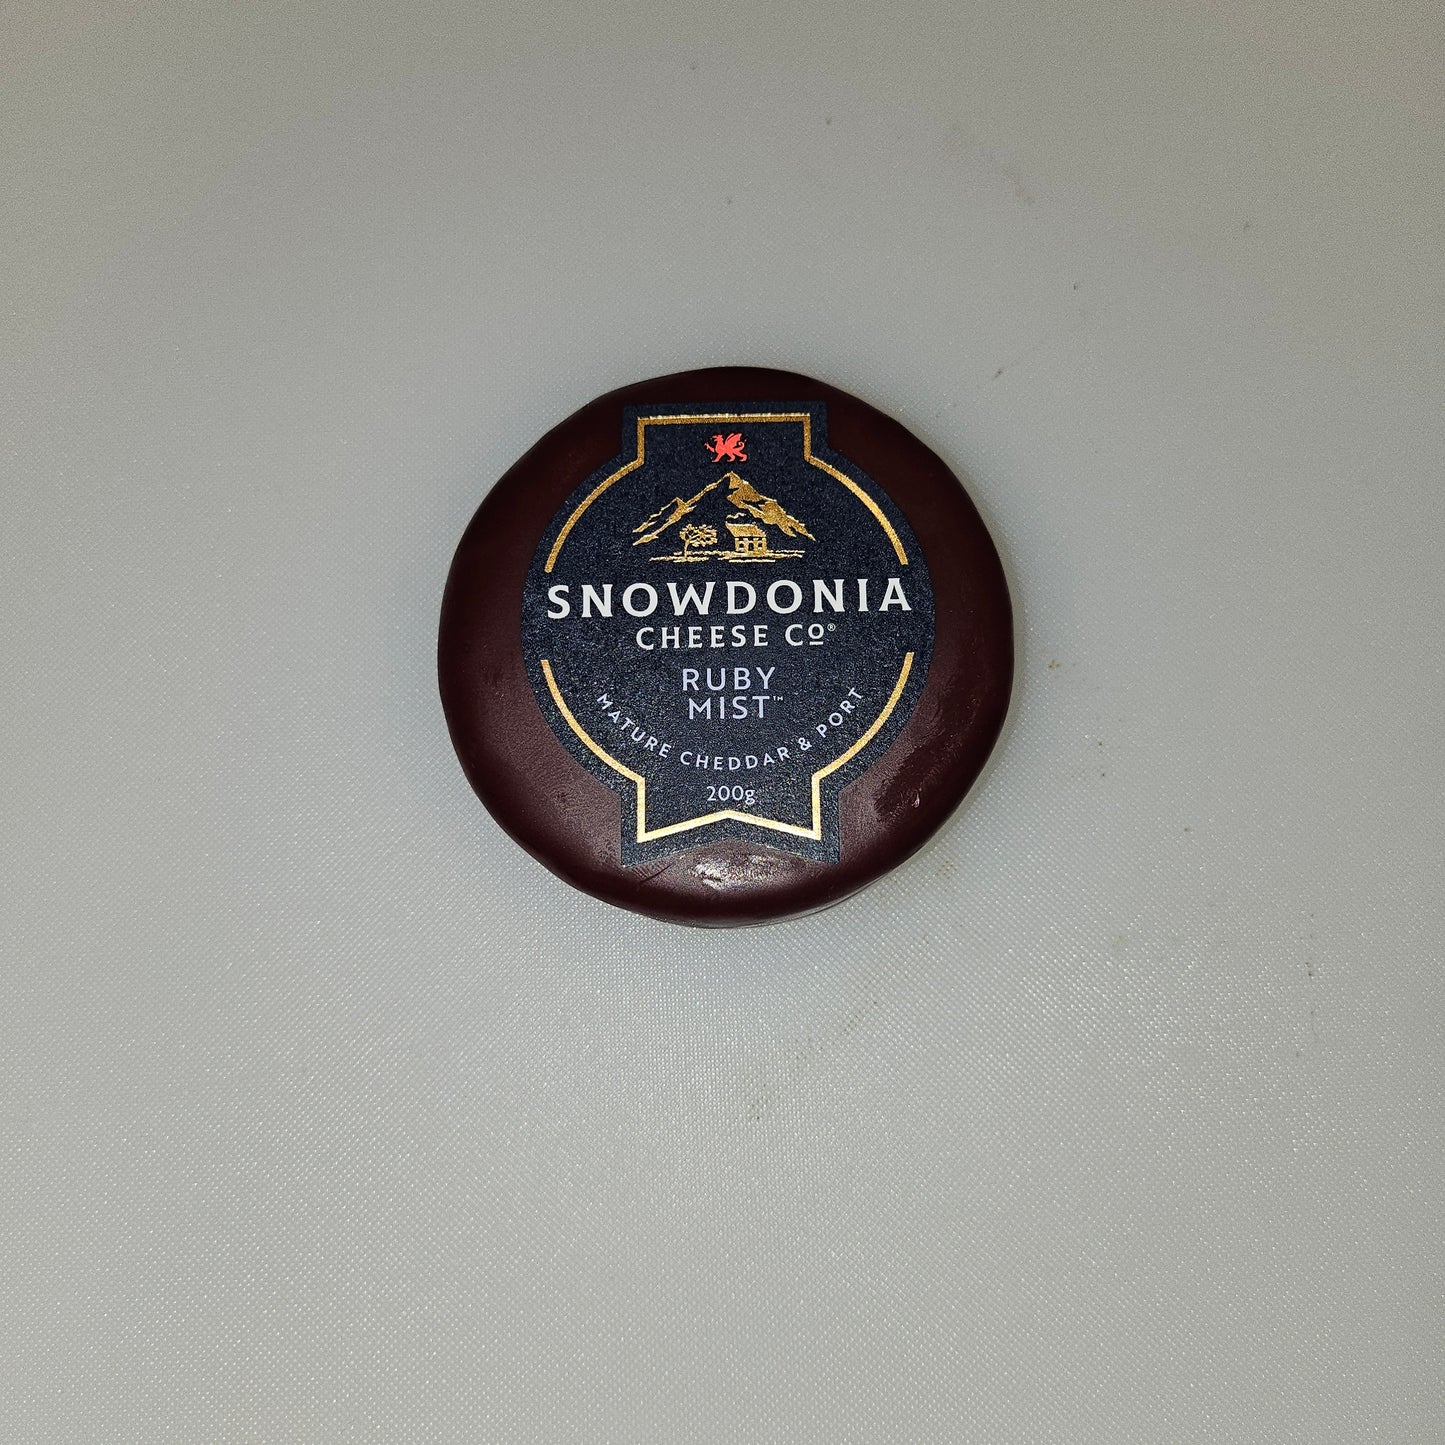 SNOWDONIA
CHEESE Cº®
RUBY
MIST™
MATURE CHEDDAR & PORT
200g